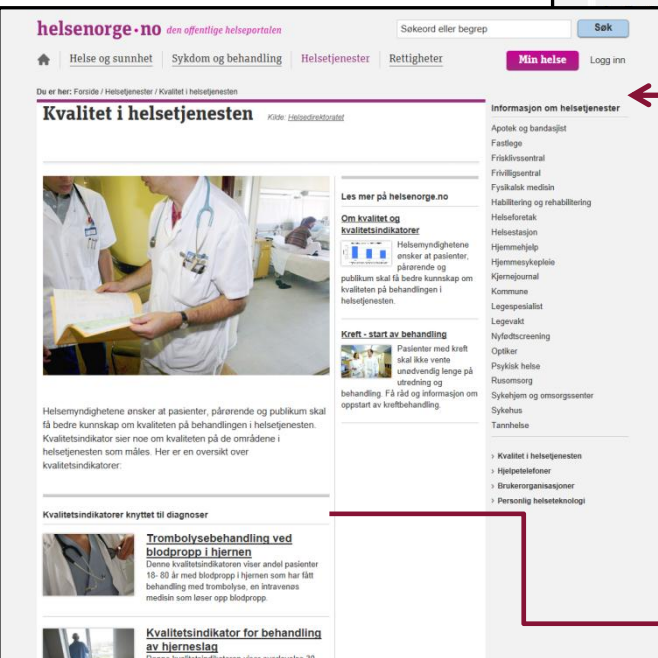 helsenorge·no den offentlige helseportalen
Søkeord eller begrep
Søk
Helse og sunnhet
Sykdom og behandling
Helsetjenester
Rettigheter
Min helse
Logg inn
Du er her: Forside / Helsetjenester / Kvalitet i helsetjenesten
Kvalitet i helsetjenesten
Kilde: Helsedirektoratet
Helsemyndighetene ønsker at pasienter, pårørende og publikum skal
få bedre kunnskap om kvaliteten på behandlingen i helsetjenesten.
Kvalitetsindikator sier noe om kvaliteten på de områdene i
helsetjenesten som måles. Her er en oversikt over
kvalitetsindikatorer:
Kvalitetsindikatorer knyttet til diagnoser
Trombolysebehandling ved
blodpropp i hjernen
Denne kvalitetsindikatoren viser andel pasienter
18- 80 år med blodpropp i hjernen som har fått
behandling med trombolyse, en intravenøs
medisin som løser opp blodpropp.
Kvalitetsindikator for behandling
av hjerneslag
Les mer på helsenorge.no
Om kvalitet og
kvalitetsindikatorer
Helsemyndighetene
ønsker at pasienter,
pårørende og
publikum skal få bedre kunnskap om
kvaliteten på behandlingen i
helsetjenesten.
Kreft - start av behandling
Pasienter med kreft
skal ikke vente
unødvendig lenge på
utredning og
behandling. Få råd og informasjon om
oppstart av kreftbehandling.
Informasjon om helsetjenester
Apotek og bandasjist
Fastlege
Frisklivssentral
Frivilligsentral
Fysikalsk medisin
Habilitering og rehabilitering
Helseforetak
Helsestasjon
Hjemmehjelp
Hjemmesykepleie
Kjernejournal
Kommune
Legespesialist
Legevakt
Nyfødtscreening
Optiker
Psykisk helse
Rusomsorg
Sykehjem og omsorgssenter
Sykehus
Tannhelse
› Kvalitet i helsetjenesten
› Hjelpetelefoner
› Brukerorganisasjoner
› Personlig helseteknologi